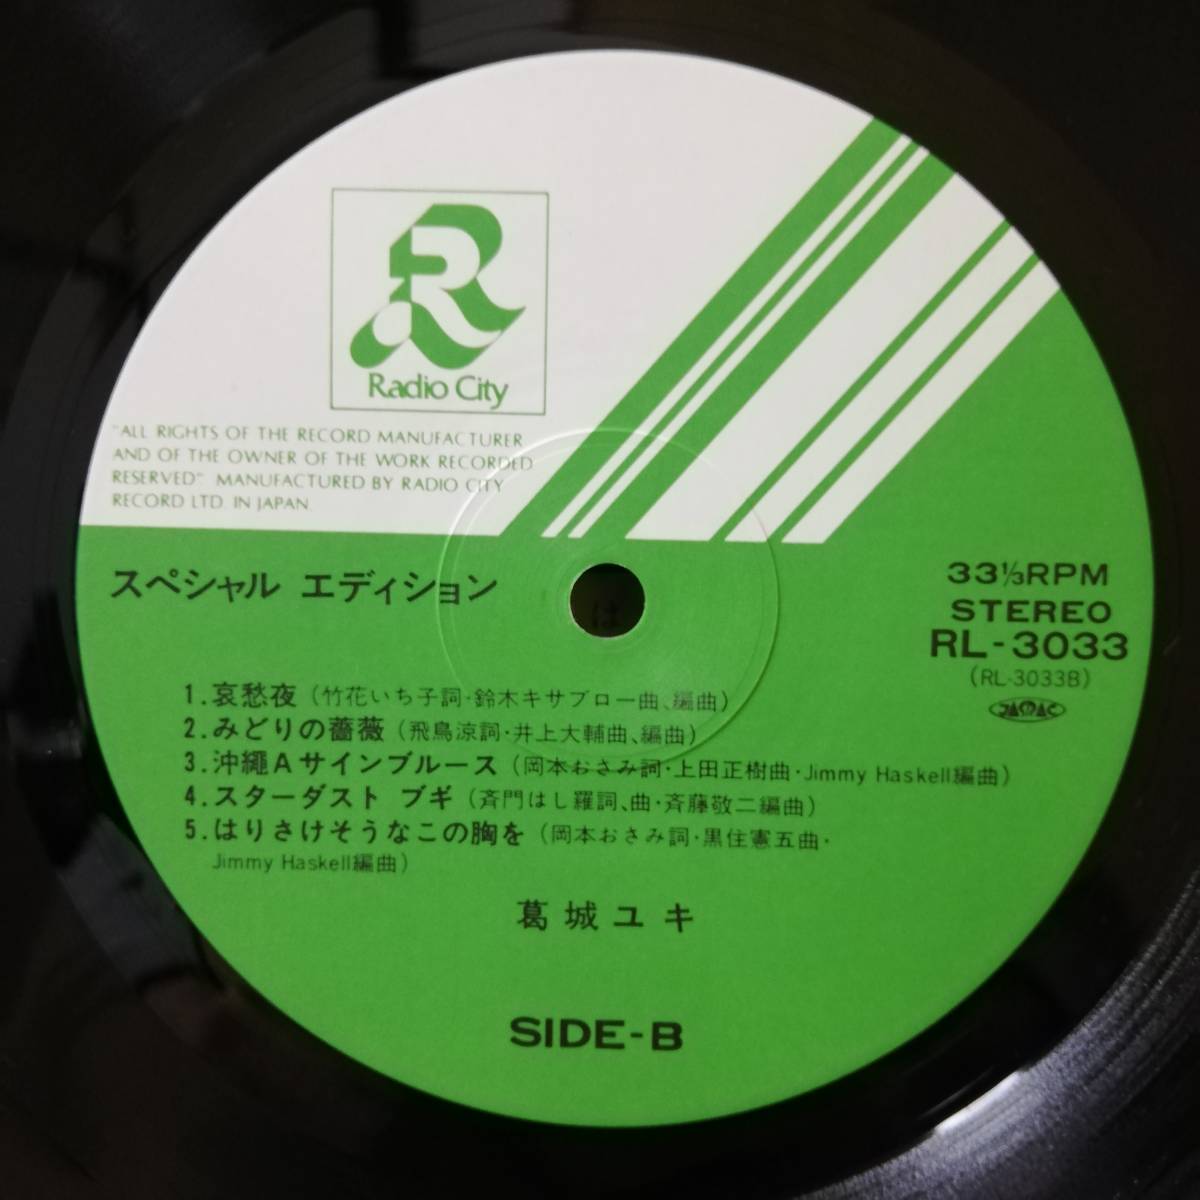 R
Radio City
"ALL RIGHTS OF THE RECORD MANUFACTURER
AND OF THE OWNER OF THE WORK RECORDED
RESERVED". MANUFACTURED BY RADIO CITY
RECORD LTD. IN JAPAN.
スペシャル エディション
33⅓RPM
STEREO
RL-3033
(RL-3033B)
JASRAC
1.哀愁夜(竹花いち子詞・鈴木キサブロー曲、編曲)
2.みどりの薔薇(飛鳥涼詞・井上大輔曲、編曲)
3.沖繩Aサインブルース(岡本おさみ詞・上田正樹曲・Jimmy Haskell編曲)
4.スターダスト ブギ(斉門はし羅詞、曲・斉藤敬二編曲)
5.はりさけそうなこの胸を(岡本おさみ詞・黒住憲五曲・
Jimmy Haskell編曲)
葛城ユキ
SIDE-B